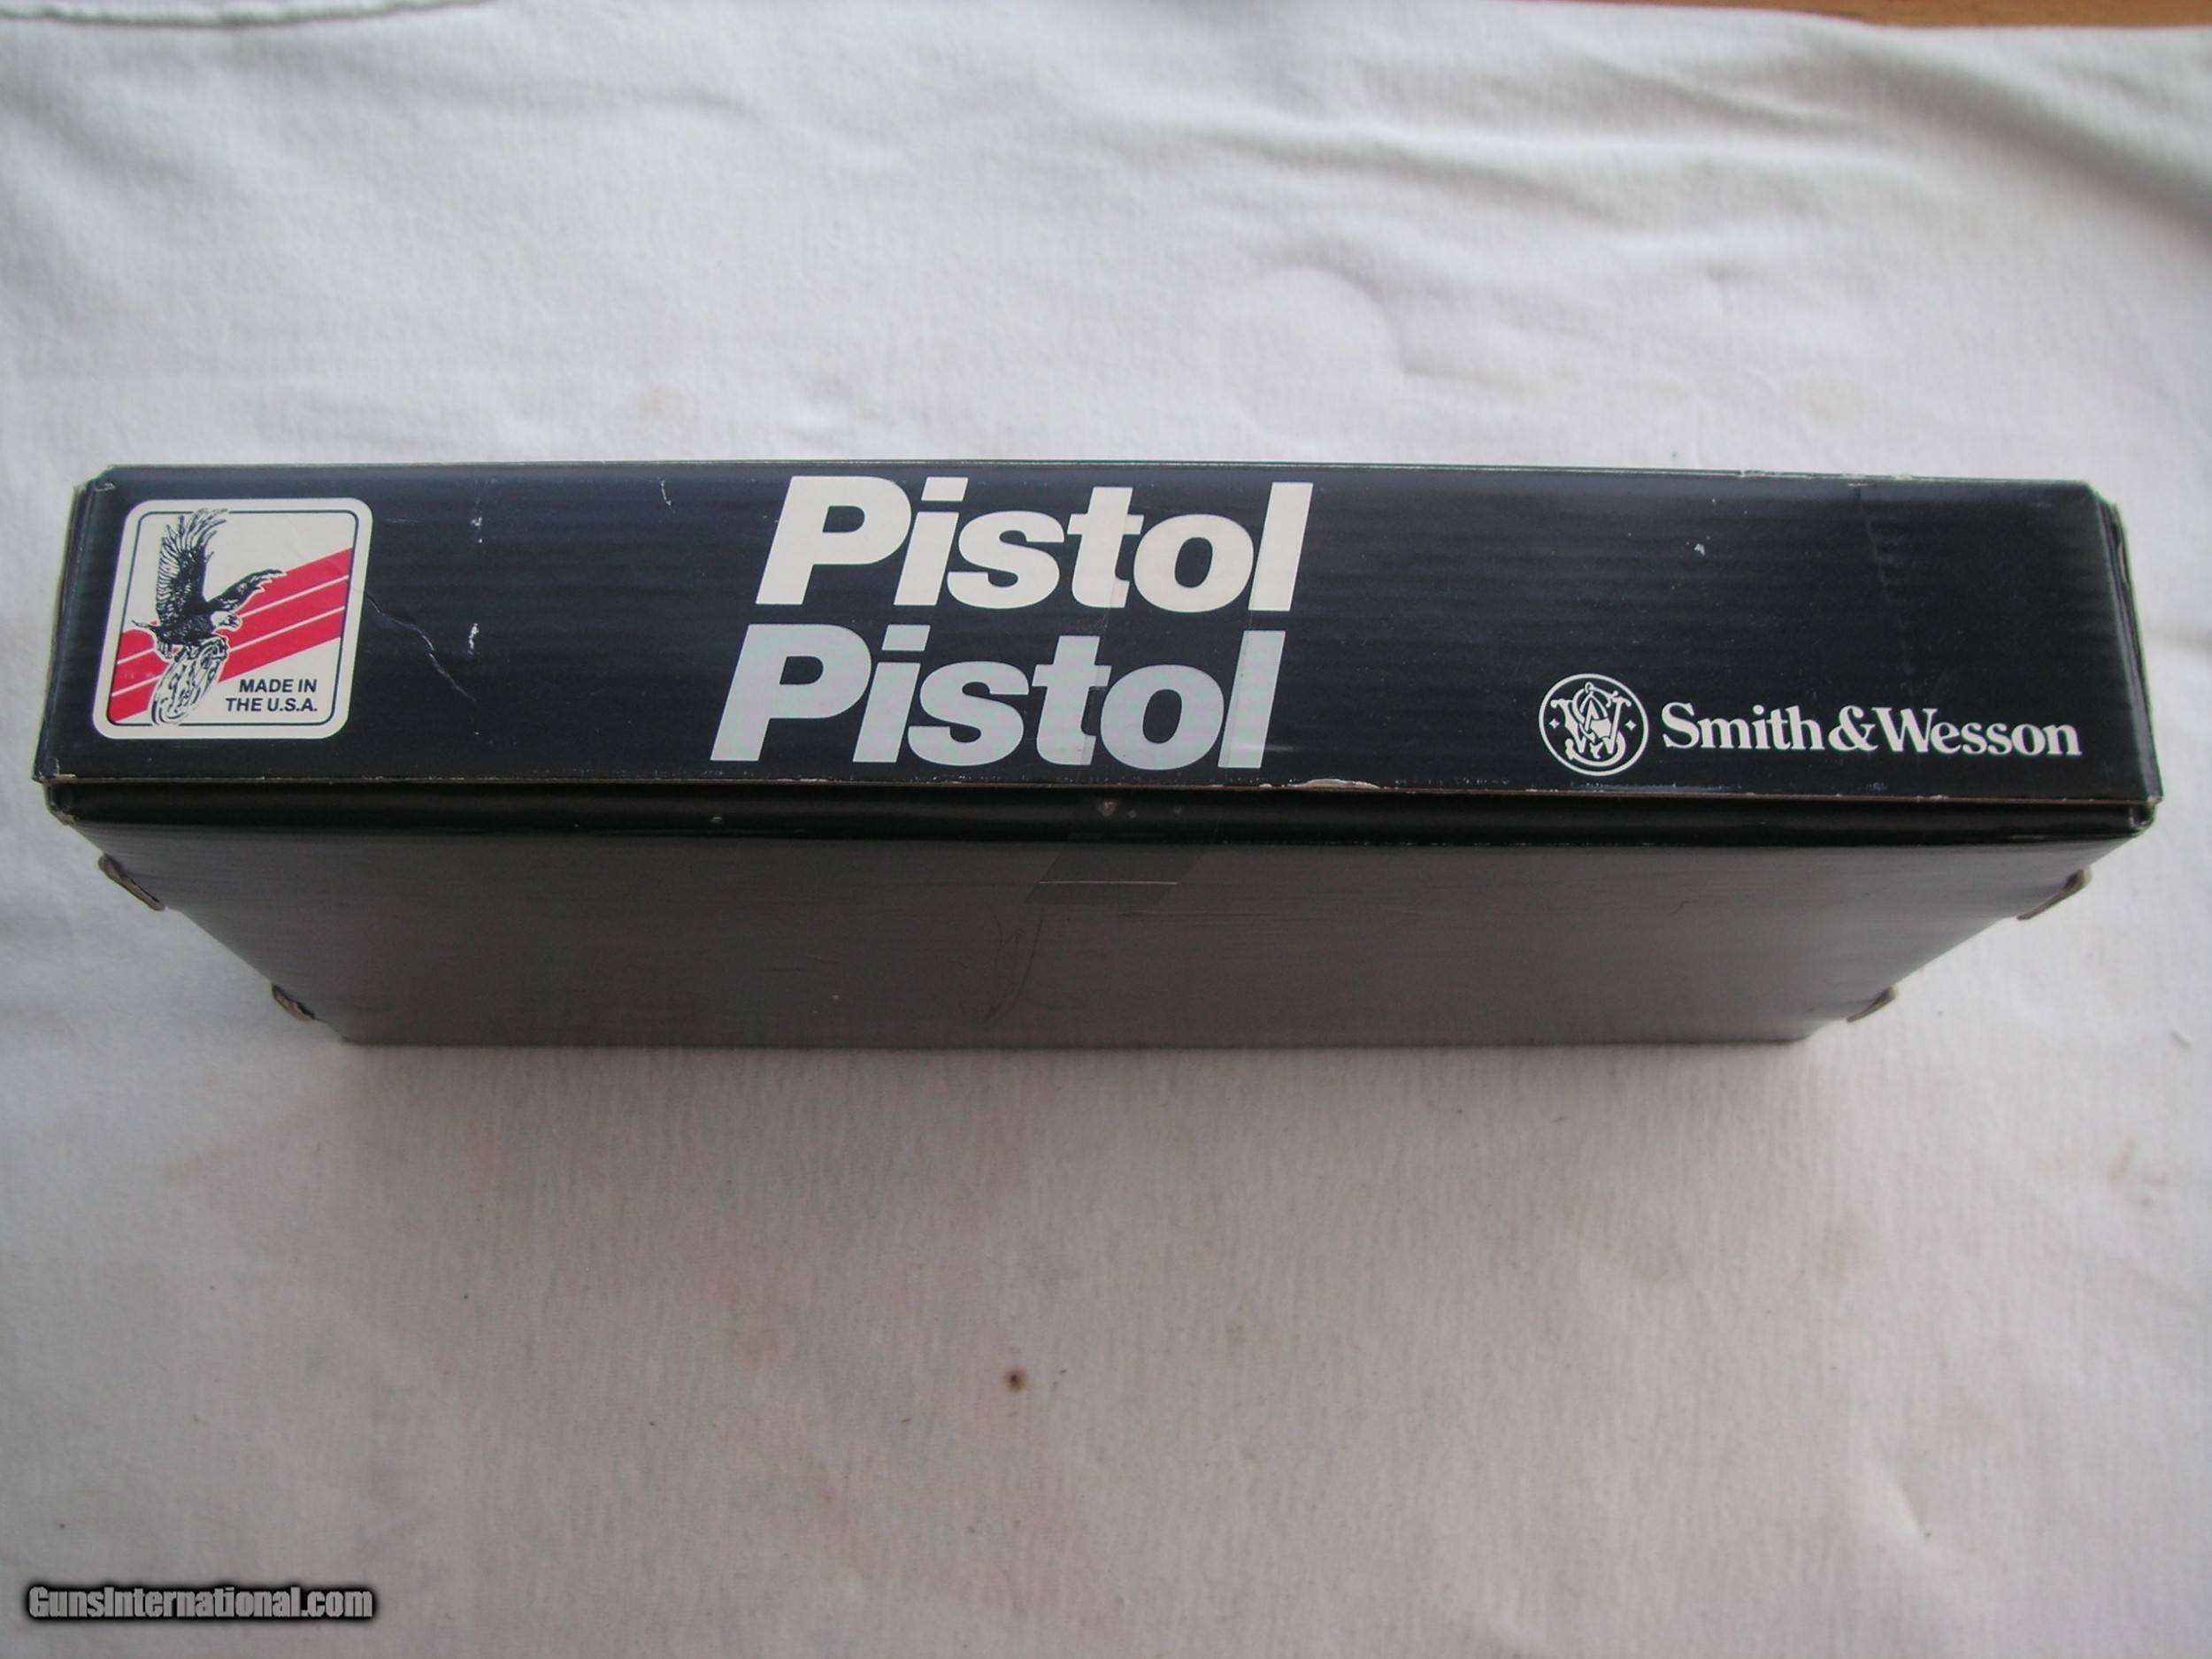 Pistol
Pistol
MADE IN
THE U.S.A.
Smith & Wesson
GunsInternational.com